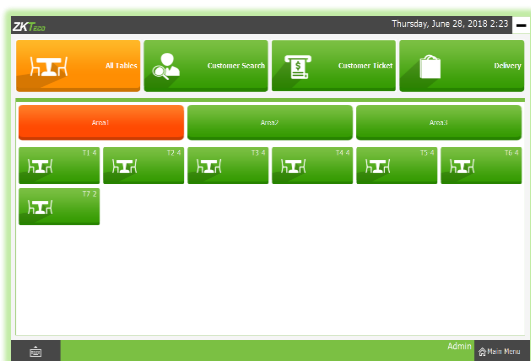 ZKTECO
Thursday, June 28, 2018 2:23
All Tables
Customer Search
Customer Ticket
Delivery
Area1
Area2
Area3
T1 4
T2 4
T3 4
T4 4
T5 4
T6 4
T7 2
Admin
Main Menu